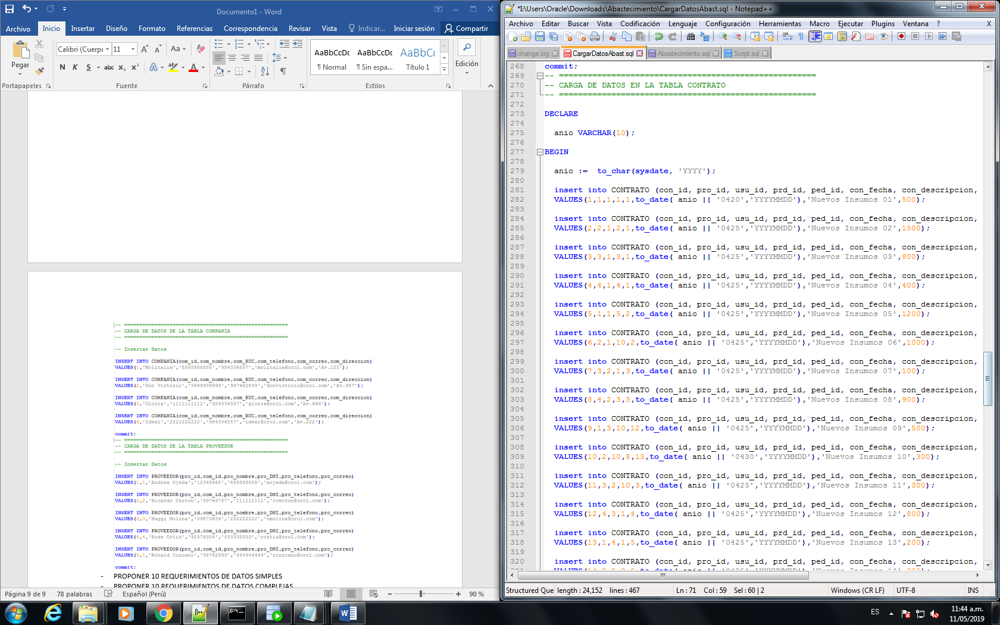 Documento1 - Word
Archivo Inicio Insertar Diseño Formato Referencias Correspondencia Revisar Vista Indicar... Iniciar sesión Compartir
Pegar
Calibri (Cuerpo 11
N K S abc x₂ x²
AaBbCcDc AaBbCcDc AaBbCc
¶ Normal ¶ Sin espa... Título 1
Edición
Portapapeles Fuente Párrafo Estilos
-- CARGA DE DATOS DE LA TABLA COMPANIA
-- Insertar Datos
INSERT INTO COMPANIA(com_id,com_nombre,com_RUC,com_telefono,com_correo,com_direccion)
VALUES(1,'Molitalia','8888888888','984336557','molitalia@orcl.com','Av.123');
INSERT INTO COMPANIA(com_id,com_nombre,com_RUC,com_telefono,com_correo,com_direccion)
VALUES(2,'Don Victorio','9999999999','987662839','donvictorio@orcl.com','Av.987');
INSERT INTO COMPANIA(com_id,com_nombre,com_RUC,com_telefono,com_correo,com_direccion)
VALUES(3,'Gloria','1111111111','984336557','gloria@orcl.com','Av.666');
INSERT INTO COMPANIA(com_id,com_nombre,com_RUC,com_telefono,com_correo,com_direccion)
VALUES(4,'Ideal','2222222222','984336557','ideal@orcl.com','Av.222');
commit;
-- CARGA DE DATOS DE LA TABLA PROVEEDOR
-- Insertar Datos
INSERT INTO PROVEEDOR(pro_id,com_id,pro_nombre,pro_DNI,pro_telefono,pro_correo)
VALUES(1,1,'Andrea Ojeda','12345665','888888888','aojeda@orcl.com');
INSERT INTO PROVEEDOR(pro_id,com_id,pro_nombre,pro_DNI,pro_telefono,pro_correo)
VALUES(2,2,'Ricardo Cerron','89766787','111111111','rcerron@orcl.com');
INSERT INTO PROVEEDOR(pro_id,com_id,pro_nombre,pro_DNI,pro_telefono,pro_correo)
VALUES(3,3,'Haggi Molina','09873654','222222222','hmolina@orcl.com');
INSERT INTO PROVEEDOR(pro_id,com_id,pro_nombre,pro_DNI,pro_telefono,pro_correo)
VALUES(4,4,'Rose Ortiz','92876354','333333333','rortiz@orcl.com');
INSERT INTO PROVEEDOR(pro_id,com_id,pro_nombre,pro_DNI,pro_telefono,pro_correo)
VALUES(5,1,'Ronald Cuzcano','08762893','444444444','rcuzcano@orcl.com');
commit;
- PROPONER 10 REQUERIMIENTOS DE DATOS SIMPLES
- PROPONER 10 REQUERIMIENTOS DE DATOS COMPLEJAS
Página 9 de 9 78 palabras Español (Perú) 90 %
*I:\Users\Oracle\Downloads\Abastecimiento\CargarDatosAbast.sql - Notepad++
Archivo Editar Buscar Vista Codificación Lenguaje Configuración Herramientas Macro Ejecutar Plugins Ventana ? X
change.log CargarDatosAbast.sql Abastecimiento.sql Script.sql
268 commit;
269 -- ======================================================
270 -- CARGA DE DATOS EN LA TABLA CONTRATO
271 -- ======================================================
272
273 DECLARE
274
275 anio VARCHAR(10);
276
277 BEGIN
278
279 anio := to_char(sysdate, 'YYYY');
280
281 insert into CONTRATO (con_id, pro_id, usu_id, prd_id, ped_id, con_fecha, con_descripcion,
282 VALUES(1,1,1,1,1,to_date( anio || '0420','YYYYMMDD'),'Nuevos Insumos 01',500);
283
284 insert into CONTRATO (con_id, pro_id, usu_id, prd_id, ped_id, con_fecha, con_descripcion,
285 VALUES(2,2,1,2,1,to_date( anio || '0425','YYYYMMDD'),'Nuevos Insumos 02',1500);
286
287 insert into CONTRATO (con_id, pro_id, usu_id, prd_id, ped_id, con_fecha, con_descripcion,
288 VALUES(3,3,1,3,1,to_date( anio || '0425','YYYYMMDD'),'Nuevos Insumos 03',800);
289
290 insert into CONTRATO (con_id, pro_id, usu_id, prd_id, ped_id, con_fecha, con_descripcion,
291 VALUES(4,4,1,4,1,to_date( anio || '0425','YYYYMMDD'),'Nuevos Insumos 04',400);
292
293 insert into CONTRATO (con_id, pro_id, usu_id, prd_id, ped_id, con_fecha, con_descripcion,
294 VALUES(5,1,1,5,2,to_date( anio || '0425','YYYYMMDD'),'Nuevos Insumos 05',1200);
295
296 insert into CONTRATO (con_id, pro_id, usu_id, prd_id, ped_id, con_fecha, con_descripcion,
297 VALUES(6,2,1,10,2,to_date( anio || '0425','YYYYMMDD'),'Nuevos Insumos 06',1000);
298
299 insert into CONTRATO (con_id, pro_id, usu_id, prd_id, ped_id, con_fecha, con_descripcion,
300 VALUES(7,3,2,1,3,to_date( anio || '0425','YYYYMMDD'),'Nuevos Insumos 07',100);
301
302 insert into CONTRATO (con_id, pro_id, usu_id, prd_id, ped_id, con_fecha, con_descripcion,
303 VALUES(8,4,2,3,3,to_date( anio || '0425','YYYYMMDD'),'Nuevos Insumos 08',900);
304
305 insert into CONTRATO (con_id, pro_id, usu_id, prd_id, ped_id, con_fecha, con_descripcion,
306 VALUES(9,1,3,10,12,to_date( anio || '0425','YYYYMMDD'),'Nuevos Insumos 09',500);
307
308 insert into CONTRATO (con_id, pro_id, usu_id, prd_id, ped_id, con_fecha, con_descripcion,
309 VALUES(10,2,10,8,13,to_date( anio || '0430','YYYYMMDD'),'Nuevos Insumos 10',300);
310
311 insert into CONTRATO (con_id, pro_id, usu_id, prd_id, ped_id, con_fecha, con_descripcion,
312 VALUES(11,3,2,10,3,to_date( anio || '0425','YYYYMMDD'),'Nuevos Insumos 11',300);
313
314 insert into CONTRATO (con_id, pro_id, usu_id, prd_id, ped_id, con_fecha, con_descripcion,
315 VALUES(12,4,3,1,4,to_date( anio || '0425','YYYYMMDD'),'Nuevos Insumos 12',800);
316
317 insert into CONTRATO (con_id, pro_id, usu_id, prd_id, ped_id, con_fecha, con_descripcion,
318 VALUES(13,1,4,1,5,to_date( anio || '0425','YYYYMMDD'),'Nuevos Insumos 13',200);
319
320 insert into CONTRATO (con_id, pro_id, usu_id, prd_id, ped_id, con_fecha, con_descripcion,
Structured Que length : 24,152 lines : 467 Ln : 71 Col : 59 Sel : 60 | 2 Windows (CR LF) UTF-8 INS
ES
11:44 a.m.
11/05/2019